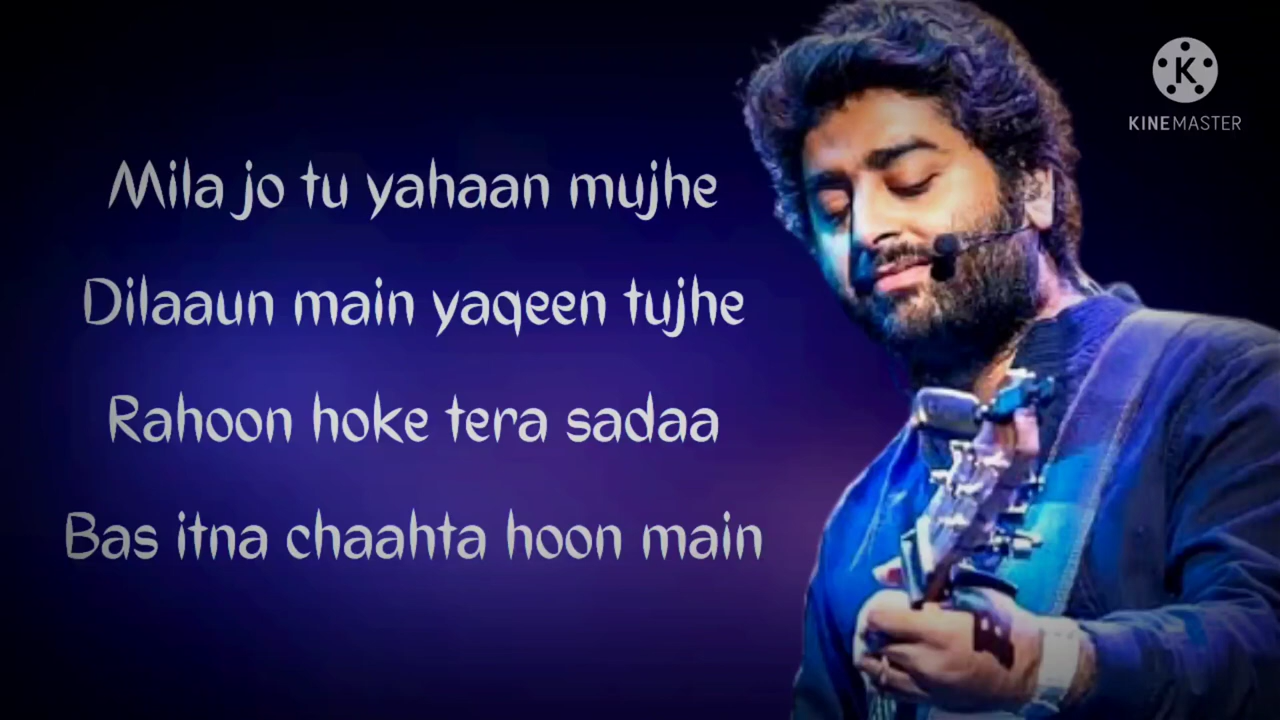 Mila jo tu yahaan mujhe
Dilaaun main yaqeen tujhe
Rahoon hoke tera sadaa
Bas itna chaahta hoon main
K
KINEMASTER